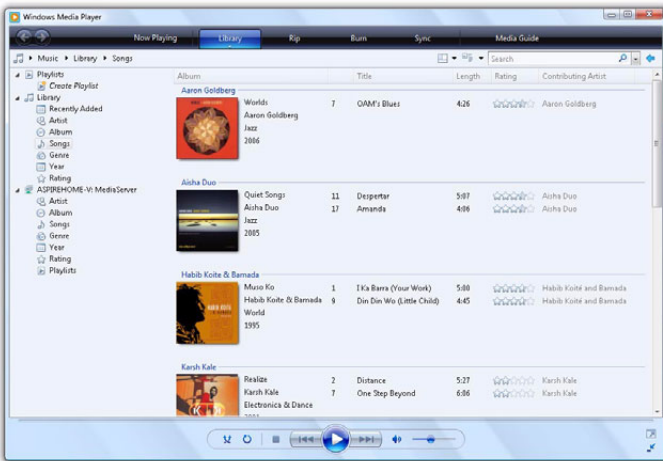 Windows Media Player
Now Playing Library Rip Burn Sync Media Guide
Music Library Songs Search
Playlists
Create Playlist
Library
Recently Added
Artist
Album
Songs
Genre
Year
Rating
ASPIREHOME-V: MediaServer
Artist
Album
Songs
Genre
Year
Rating
Playlists
Album Title Length Rating Contributing Artist
Aaron Goldberg
Worlds 7 OAM's Blues 4:26 Aaron Goldberg
Aaron Goldberg
Jazz
2006
Aisha Duo
Quiet Songs 11 Despertar 5:07 Aisha Duo
Aisha Duo 17 Amanda 4:06 Aisha Duo
Jazz
2005
Habib Koite & Bamada
Muso Ko 1 I Ka Barra (Your Work) 5:00 Habib Koité and Bamada
Habib Koite & Bamada 9 Din Din Wo (Little Child) 4:45 Habib Koité and Bamada
World
1995
Karsh Kale
Realize 2 Distance 5:27 Karsh Kale
Karsh Kale 7 One Step Beyond 6:06 Karsh Kale
Electronica & Dance